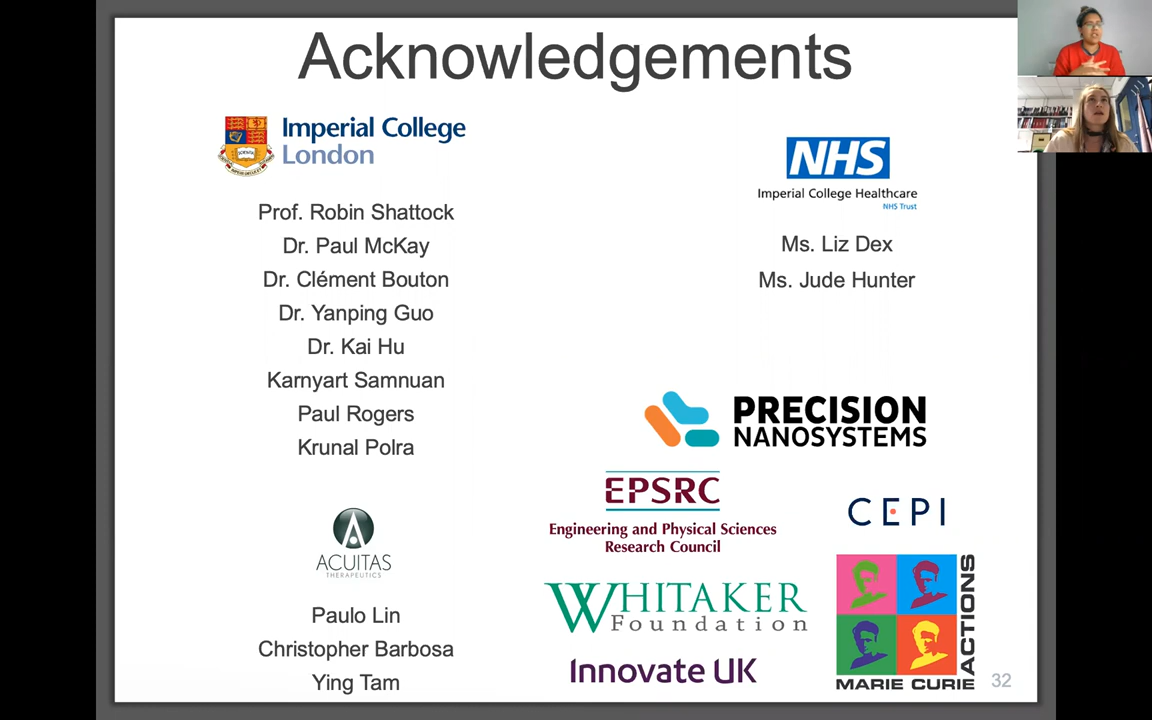 Acknowledgements
Imperial College
London
Prof. Robin Shattock
Dr. Paul McKay
Dr. Clément Bouton
Dr. Yanping Guo
Dr. Kai Hu
Karnyart Samnuan
Paul Rogers
Krunal Polra
ACUITAS
THERAPEUTICS
Paulo Lin
Christopher Barbosa
Ying Tam
NHS
Imperial College Healthcare
NHS Trust
Ms. Liz Dex
Ms. Jude Hunter
PRECISION
NANOSYSTEMS
EPSRC
Engineering and Physical Sciences
Research Council
CEPI
WHITAKER
Foundation
Innovate UK
MARIE CURIE
ACTIONS
32